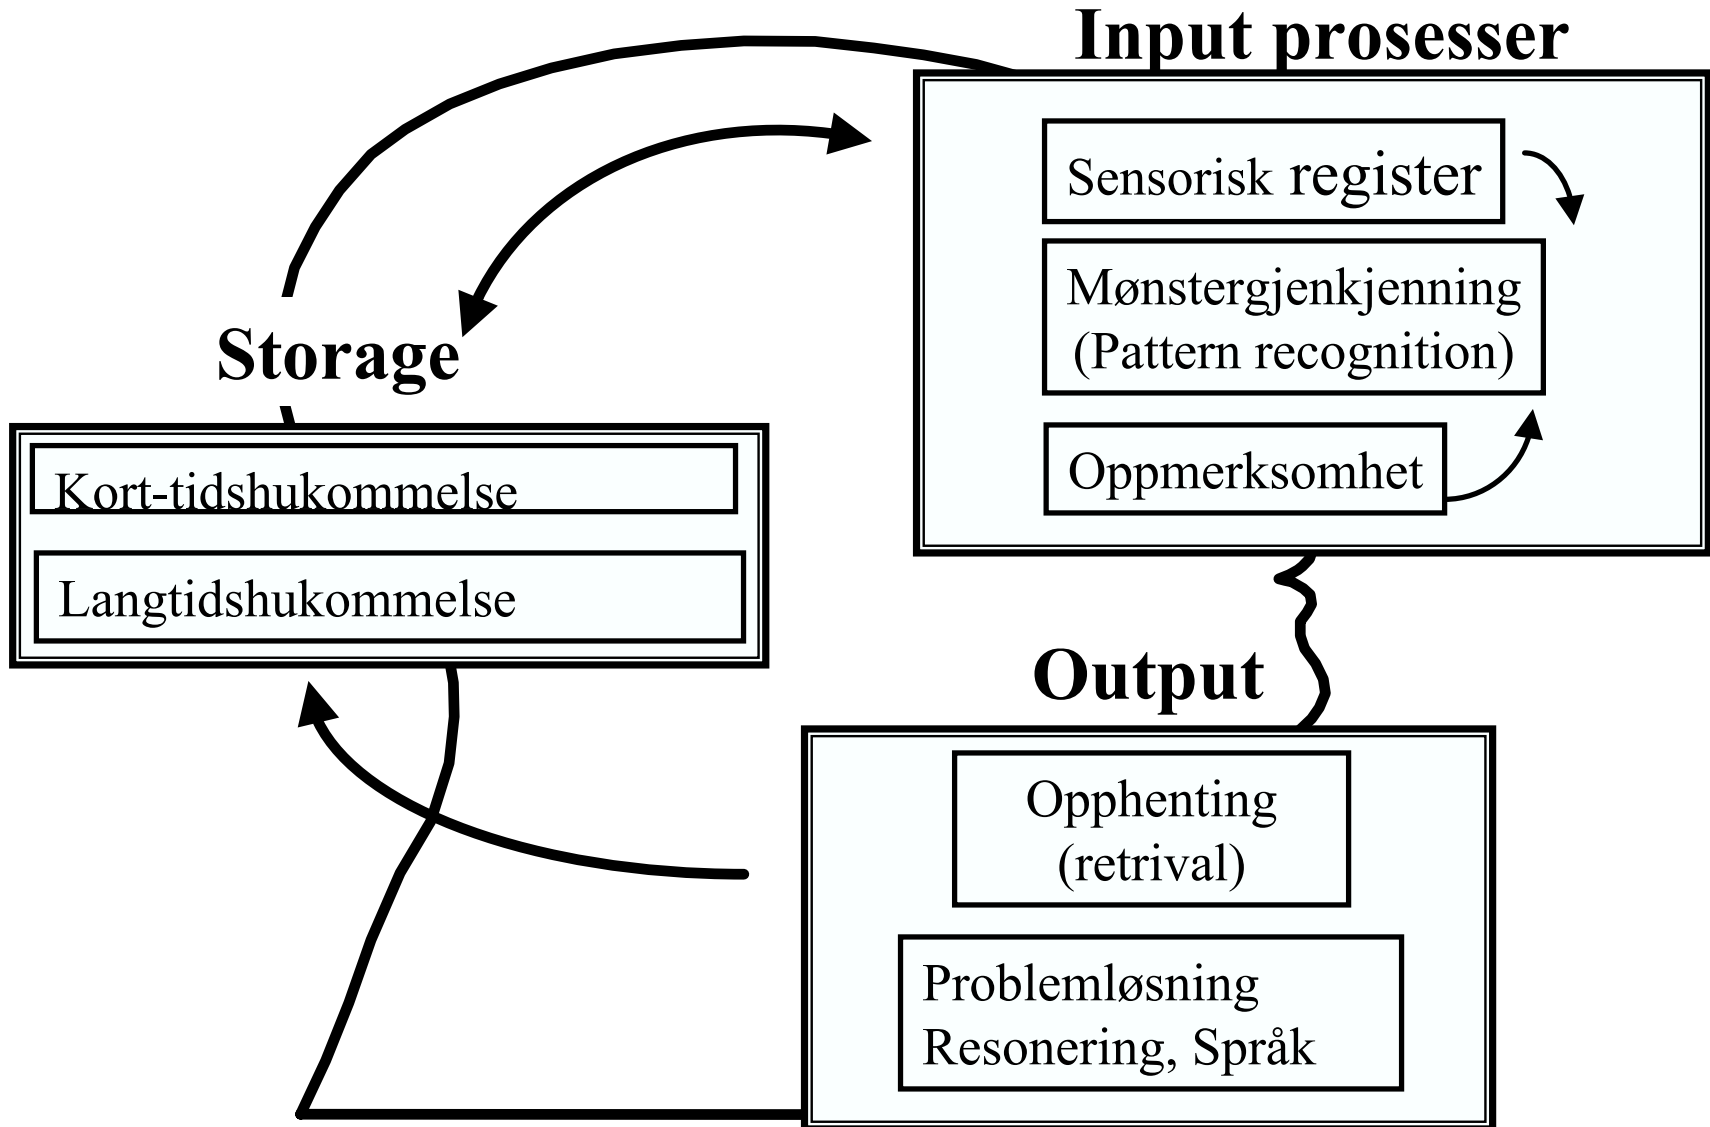 Input prosesser
Sensorisk register
Mønstergjenkjenning
(Pattern recognition)
Oppmerksomhet
Storage
Kort-tidshukommelse
Langtidshukommelse
Output
Opphenting
(retrival)
Problemløsning
Resonering, Språk